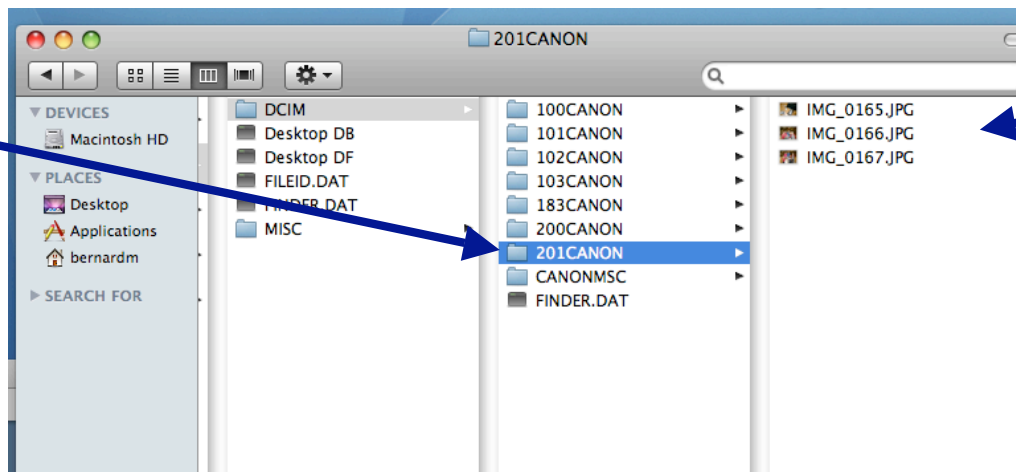 201CANON
DEVICES
Macintosh HD
PLACES
Desktop
Applications
bernardm
SEARCH FOR
DCIM
Desktop DB
Desktop DF
FILEID.DAT
FINDER.DAT
MISC
100CANON
101CANON
102CANON
103CANON
183CANON
200CANON
201CANON
CANONMSC
FINDER.DAT
IMG_0165.JPG
IMG_0166.JPG
IMG_0167.JPG